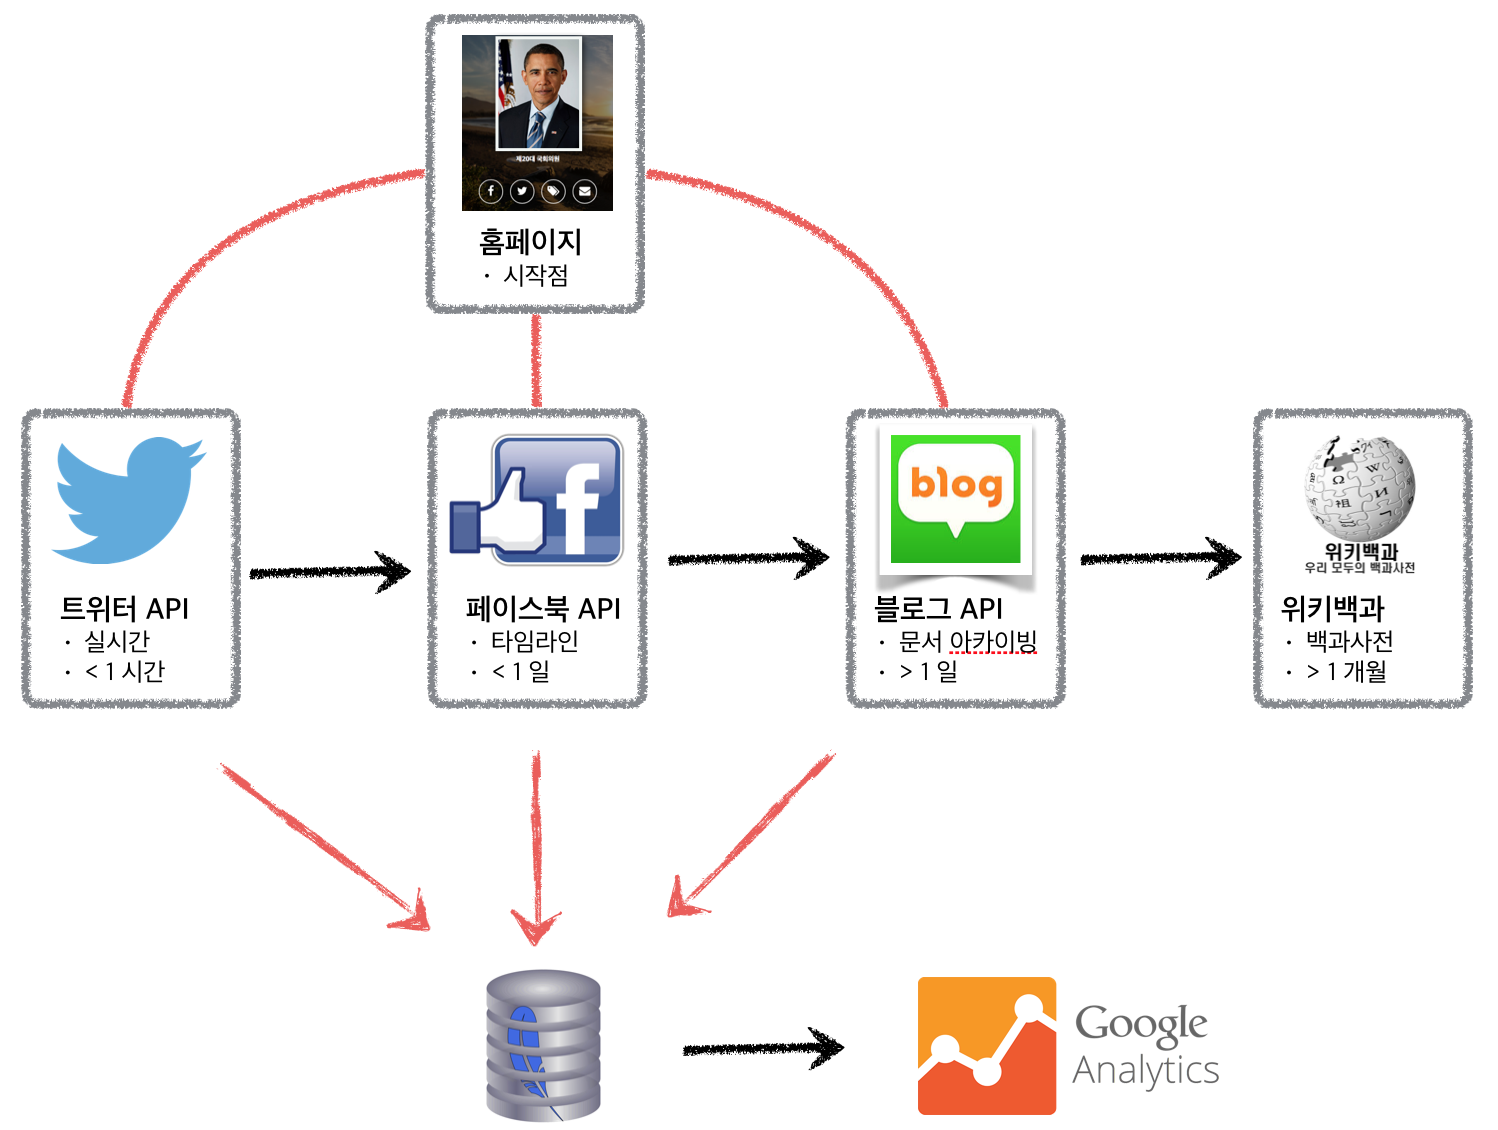 제20대 국회의원
홈페이지
· 시작점
blog
위키백과
우리 모두의 백과사전
트위터 API
· 실시간
· < 1 시간
페이스북 API
· 타임라인
· < 1 일
블로그 API
· 문서 아카이빙
· > 1 일
위키백과
· 백과사전
· > 1 개월
Google
Analytics